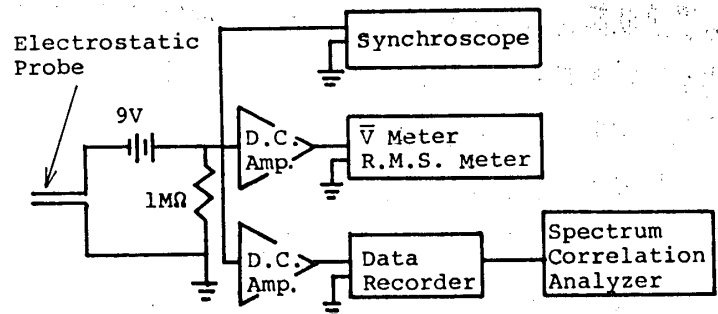 Electrostatic
Probe
Synchroscope
9V
1MΩ
D.C.
Amp.
V̅ Meter
R.M.S. Meter
D.C.
Amp.
Data
Recorder
Spectrum
Correlation
Analyzer